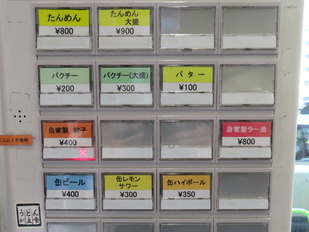 たんめん
¥800
たんめん
大盛
¥900
パクチー
¥200
パクチー(大盛)
¥300
バター
¥100
自家製 餃子
¥400
自家製ラー油
¥800
缶ビール
¥400
缶レモン
サワー
¥300
缶ハイボール
¥350